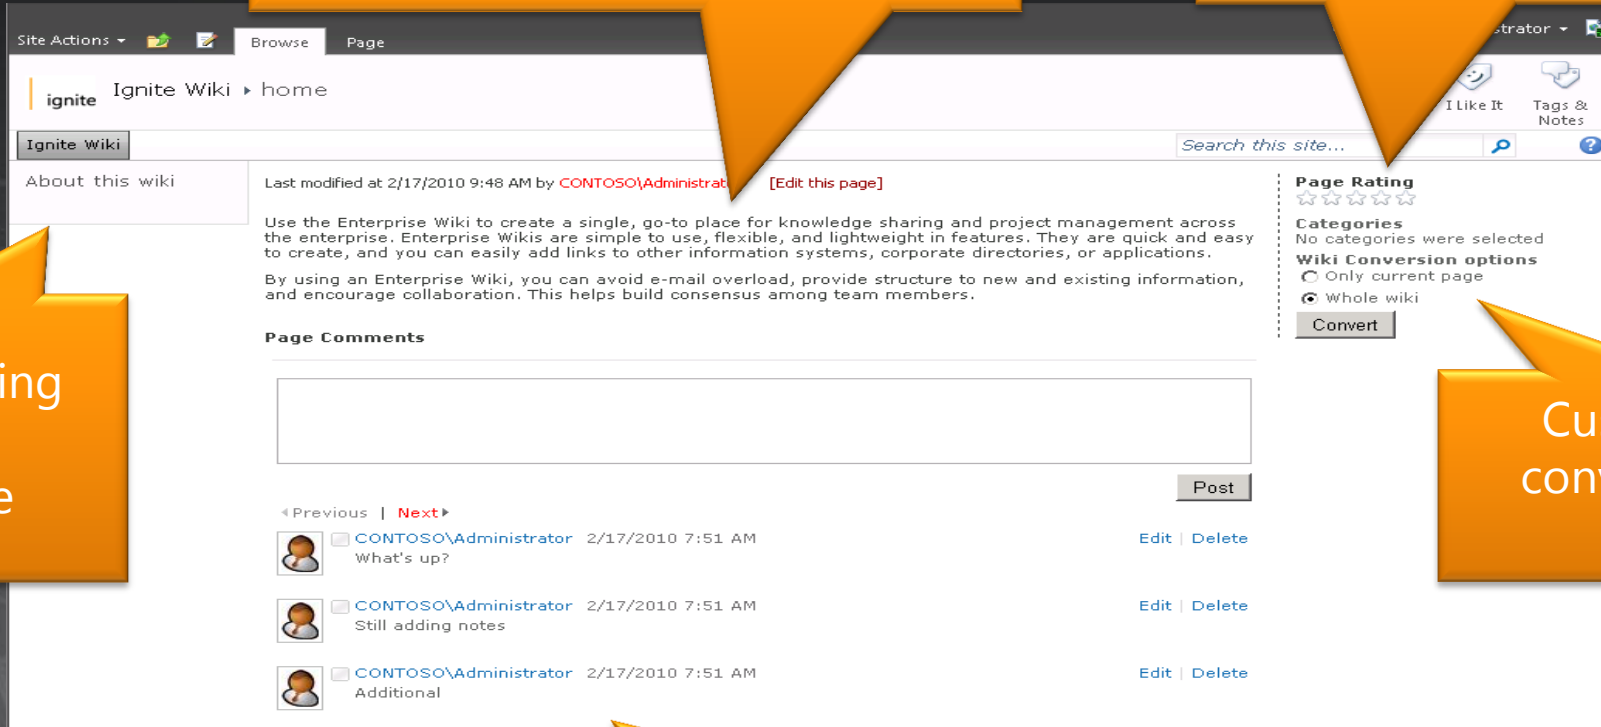 Site Actions
Browse
Page
ignite
Ignite Wiki ▸ home
I Like It
Tags &
Notes
Ignite Wiki
Search this site...
About this wiki
Last modified at 2/17/2010 9:48 AM by CONTOSO\
[Edit this page]
Use the Enterprise Wiki to create a single, go-to place for knowledge sharing and project management across
the enterprise. Enterprise Wikis are simple to use, flexible, and lightweight in features. They are quick and easy
to create, and you can easily add links to other information systems, corporate directories, or applications.
By using an Enterprise Wiki, you can avoid e-mail overload, provide structure to new and existing information,
and encourage collaboration. This helps build consensus among team members.
Page Comments
Post
Previous | Next
CONTOSO\Administrator 2/17/2010 7:51 AM
Edit | Delete
What's up?
CONTOSO\Administrator 2/17/2010 7:51 AM
Edit | Delete
Still adding notes
CONTOSO\Administrator 2/17/2010 7:51 AM
Edit | Delete
Additional
Page Rating
Categories
No categories were selected
Wiki Conversion options
Only current page
Whole wiki
Convert